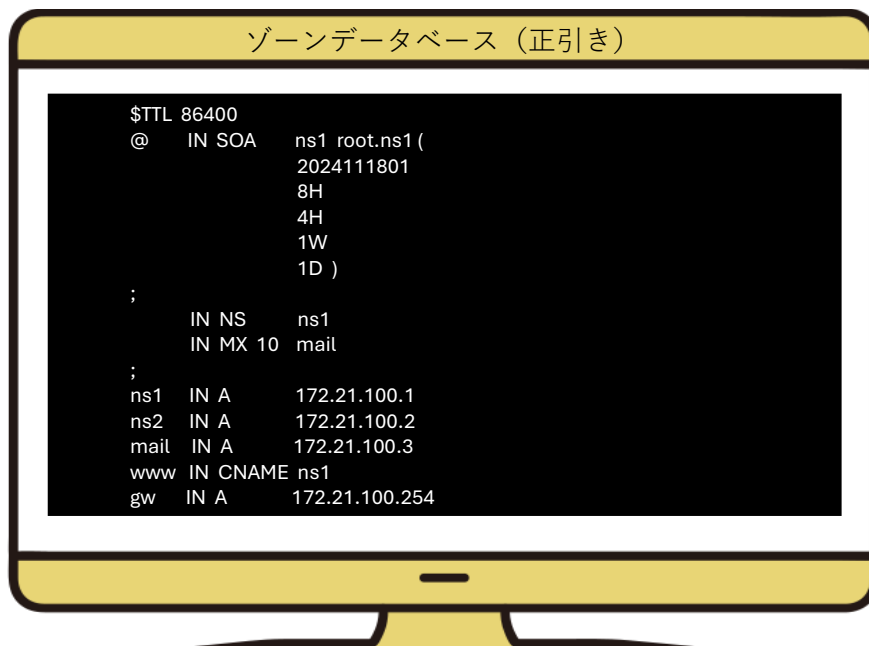 ゾーンデータベース（正引き）
$TTL 86400
@ IN SOA ns1 root.ns1 (
2024111801
8H
4H
1W
1D )
;
IN NS ns1
IN MX 10 mail
;
ns1 IN A 172.21.100.1
ns2 IN A 172.21.100.2
mail IN A 172.21.100.3
www IN CNAME ns1
gw IN A 172.21.100.254